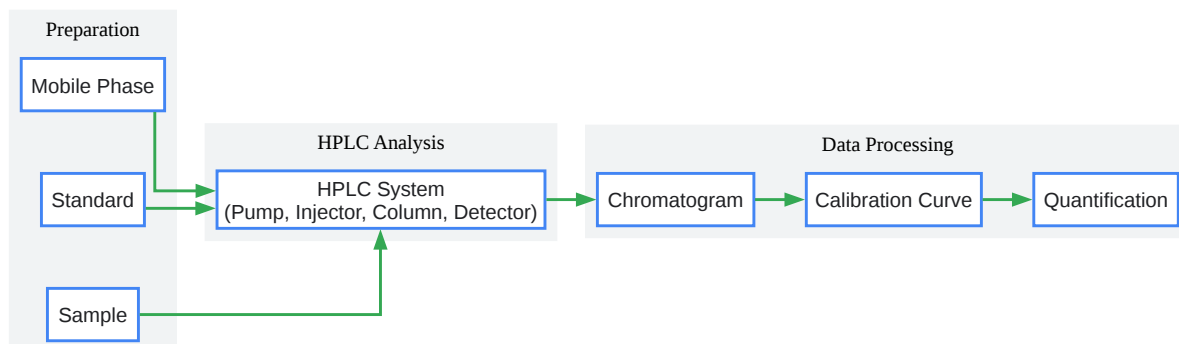 Preparation
Mobile Phase
Standard
Sample
HPLC Analysis
HPLC System
(Pump, Injector, Column, Detector)
Data Processing
Chromatogram
Calibration Curve
Quantification